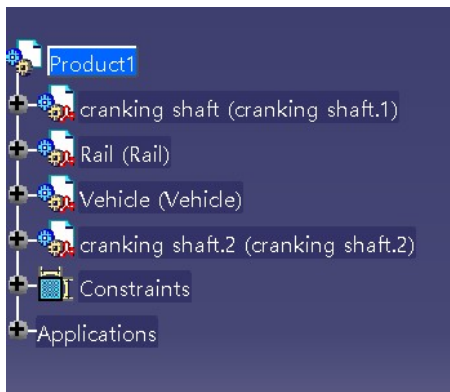 Product1
cranking shaft (cranking shaft.1)
Rail (Rail)
Vehicle (Vehicle)
cranking shaft.2 (cranking shaft.2)
Constraints
Applications